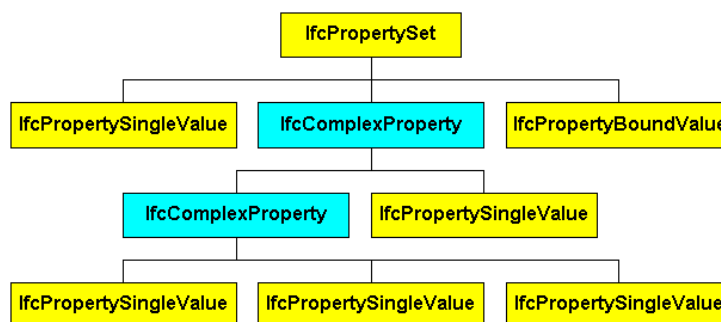 IfcPropertySet
IfcPropertySingleValue
IfcComplexProperty
IfcPropertyBoundValue
IfcComplexProperty
IfcPropertySingleValue
IfcPropertySingleValue
IfcPropertySingleValue
IfcPropertySingleValue